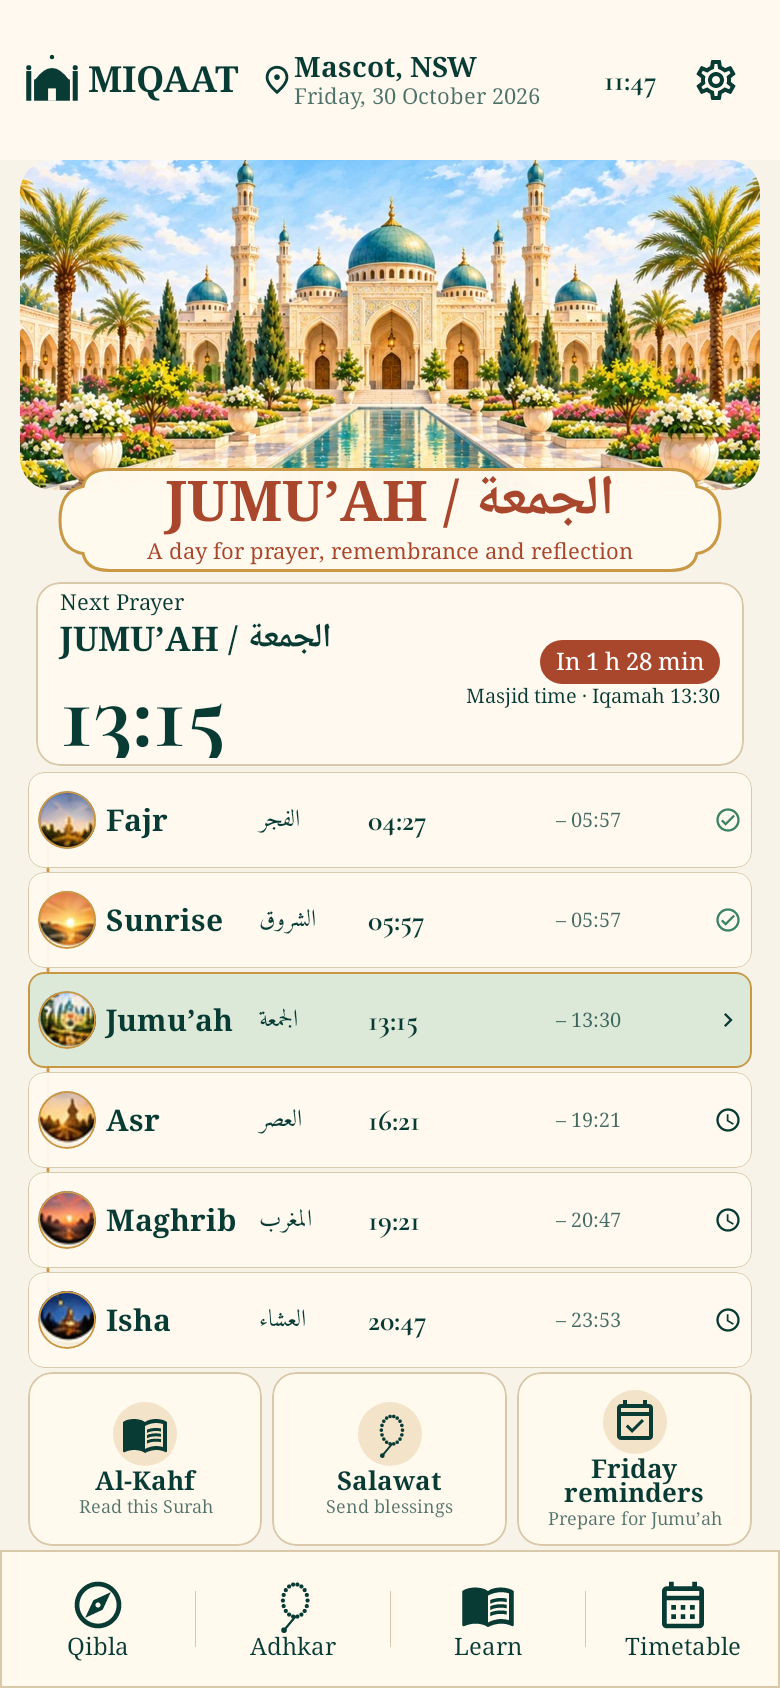 MIQAAT
Mascot, NSW
Friday, 30 October 2026
11:47
JUMU’AH / الجمعة
A day for prayer, remembrance and reflection
Next Prayer
JUMU’AH / الجمعة
13:15
In 1 h 28 min
Masjid time · Iqamah 13:30
Fajr الفجر 04:27 – 05:57
Sunrise الشروق 05:57 – 05:57
Jumu’ah الجمعة 13:15 – 13:30
Asr العصر 16:21 – 19:21
Maghrib المغرب 19:21 – 20:47
Isha العشاء 20:47 – 23:53
Al-Kahf
Read this Surah
Salawat
Send blessings
Friday
reminders
Prepare for Jumu’ah
Qibla
Adhkar
Learn
Timetable